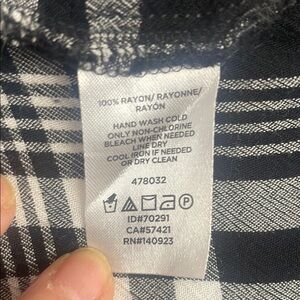 100% RAYON/ RAYONNE/
RAYÓN
HAND WASH COLD
ONLY NON-CHLORINE
BLEACH WHEN NEEDED
LINE DRY
COOL IRON IF NEEDED
OR DRY CLEAN
478032
ID#70291
CA#57421
RN#140923